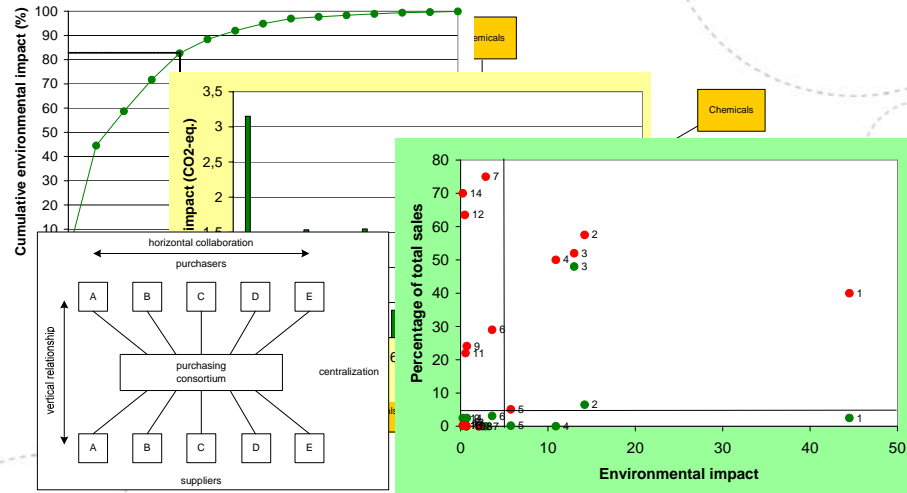 Cumulative environmental impact (%)
100
90
80
70
60
50
40
30
20
10
emicals
Chemicals
impact (CO2-eq.)
3,5
3
2,5
2
1,5
6
horizontal collaboration
purchasers
A
B
C
D
E
vertical relationship
purchasing
consortium
centralization
A
B
C
D
E
suppliers
Percentage of total sales
80
70
60
50
40
30
20
10
0
7
14
12
2
3
4
3
1
6
9
11
5
2
6
1
5
4
0
10
20
30
40
50
Environmental impact